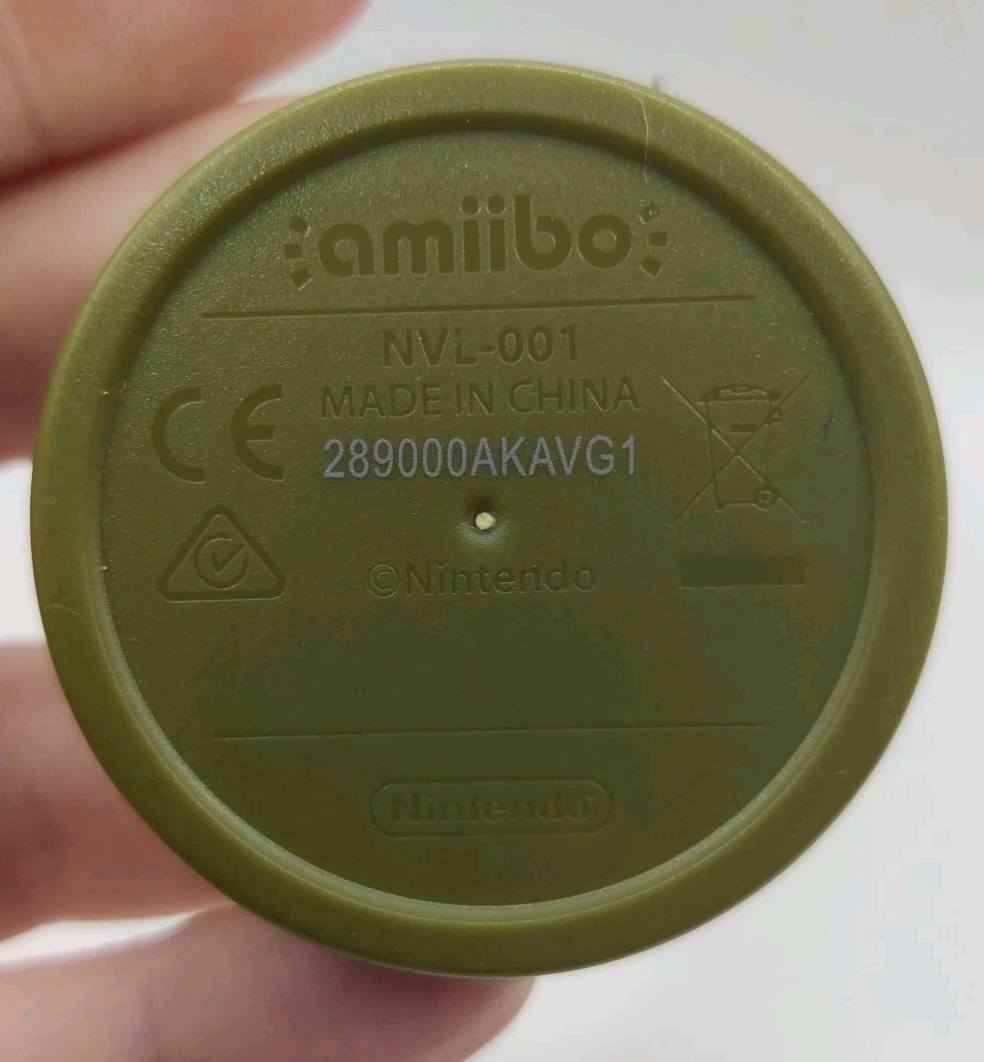 amiibo
NVL-001
MADE IN CHINA
CE
289000AKAVG1
©Nintendo
Nintendo